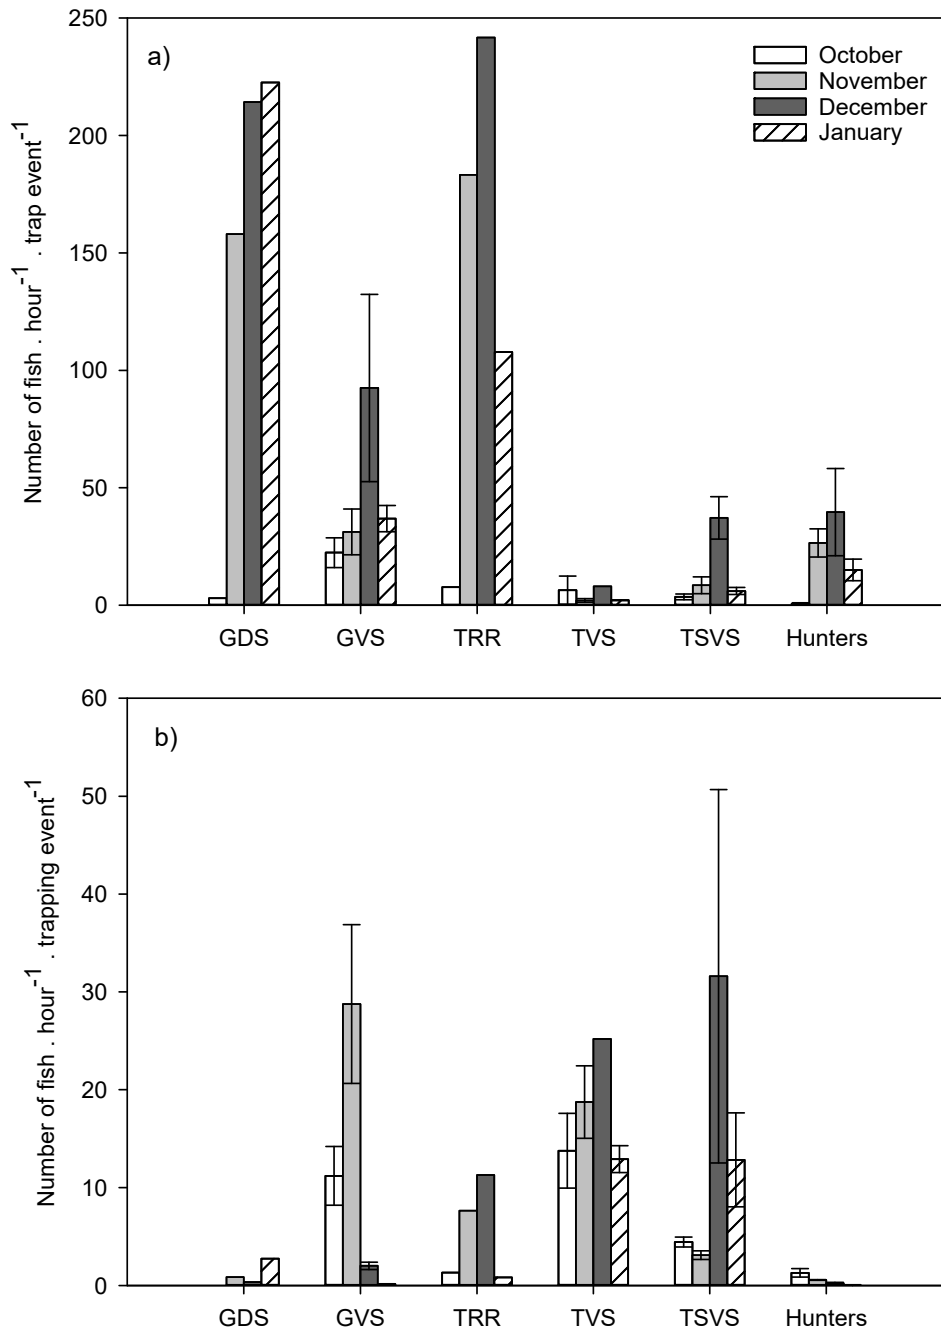 250
200
150
100
50
0
Number of fish . hour⁻¹ . trap event⁻¹
a)
October
November
December
January
GDS GVS TRR TVS TSVS Hunters
60
50
40
30
20
10
0
Number of fish . hour⁻¹ . trapping event⁻¹
b)
GDS GVS TRR TVS TSVS Hunters